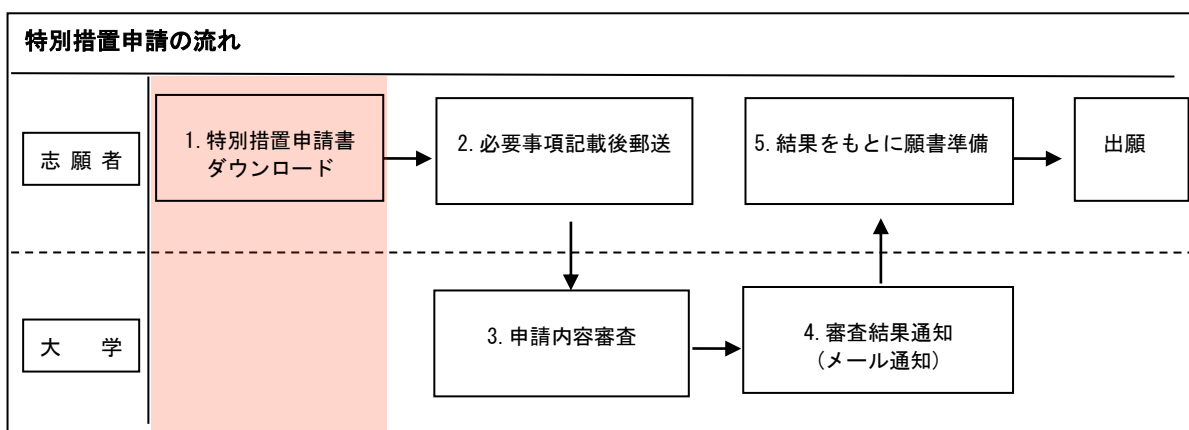 特別措置申請の流れ
志 願 者
1.特別措置申請書
ダウンロード
2.必要事項記載後郵送
5.結果をもとに願書準備
出願
大　　学
3.申請内容審査
4.審査結果通知
(メール通知)